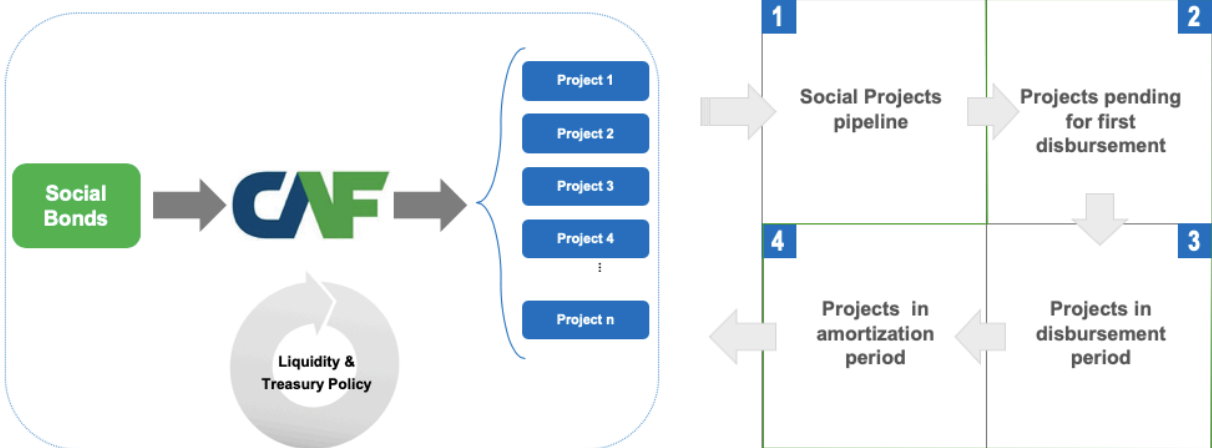 Social
Bonds
CAF
Project 1
Project 2
Project 3
Project 4
⋮
Project n
Liquidity &
Treasury Policy
1
Social Projects
pipeline
2
Projects pending
for first
disbursement
4
Projects in
amortization
period
3
Projects in
disbursement
period